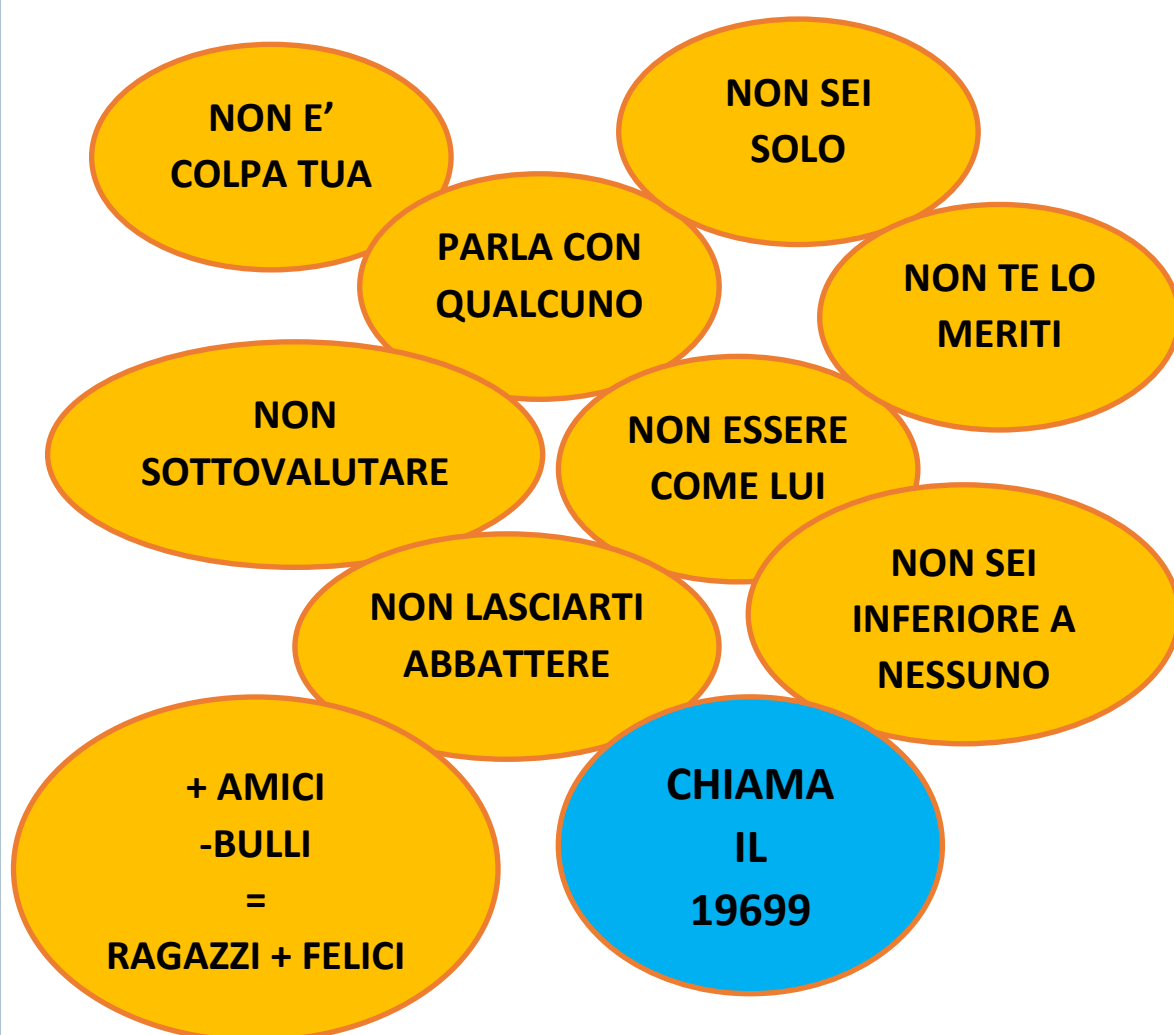 NON E’
COLPA TUA
NON SEI
SOLO
PARLA CON
QUALCUNO
NON TE LO
MERITI
NON
SOTTOVALUTARE
NON ESSERE
COME LUI
NON LASCIARTI
ABBATTERE
NON SEI
INFERIORE A
NESSUNO
+ AMICI
-BULLI
=
RAGAZZI + FELICI
CHIAMA
IL
19699